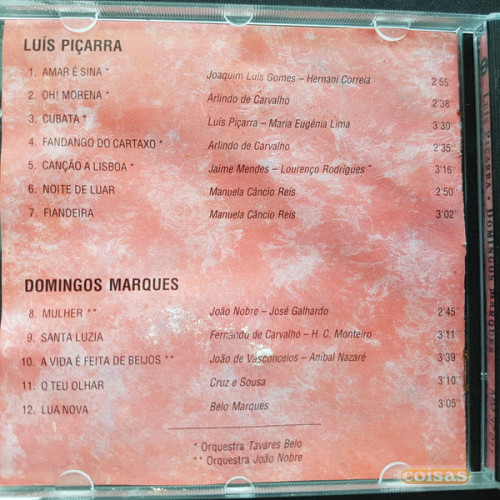 LUÍS PIÇARRA
1. AMAR É SINA * Joaquim Luís Gomes – Hernani Correia 2'55''
2. OH! MORENA * Arlindo de Carvalho 2'38''
3. CUBATA * Luís Piçarra – Maria Eugénia Lima 3'30''
4. FANDANGO DO CARTAXO * Arlindo de Carvalho 2'35''
5. CANÇÃO A LISBOA * Jaime Mendes – Lourenço Rodrigues * 3'16''
6. NOITE DE LUAR Manuela Câncio Reis 2'50'
7. FIANDEIRA Manuela Câncio Reis 3'02''
DOMINGOS MARQUES
8. MULHER ** João Nobre – José Galhardo 2'45''
9. SANTA LUZIA Fernando de Carvalho – H. C. Monteiro 3'11''
10. A VIDA É FEITA DE BEIJOS ** João de Vasconcelos – Aníbal Nazaré 3'39''
11. O TEU OLHAR Cruz e Sousa 3'10''
12. LUA NOVA Belo Marques 3'05''
* Orquestra Tavares Belo
** Orquestra João Nobre
coisas